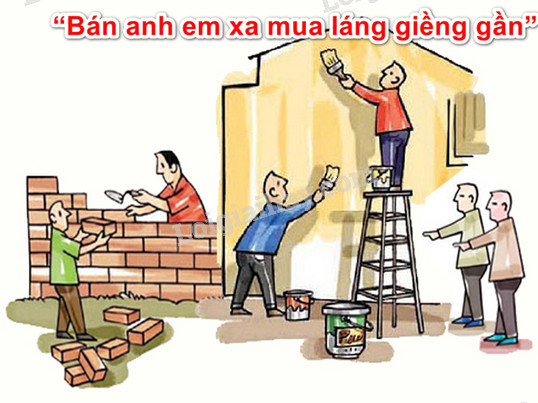 “Bán anh em xa mua láng giềng gần”